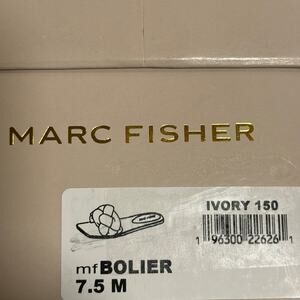 MARC FISHER
IVORY 150
1 96300 22626 1
mfBOLIER
7.5 M